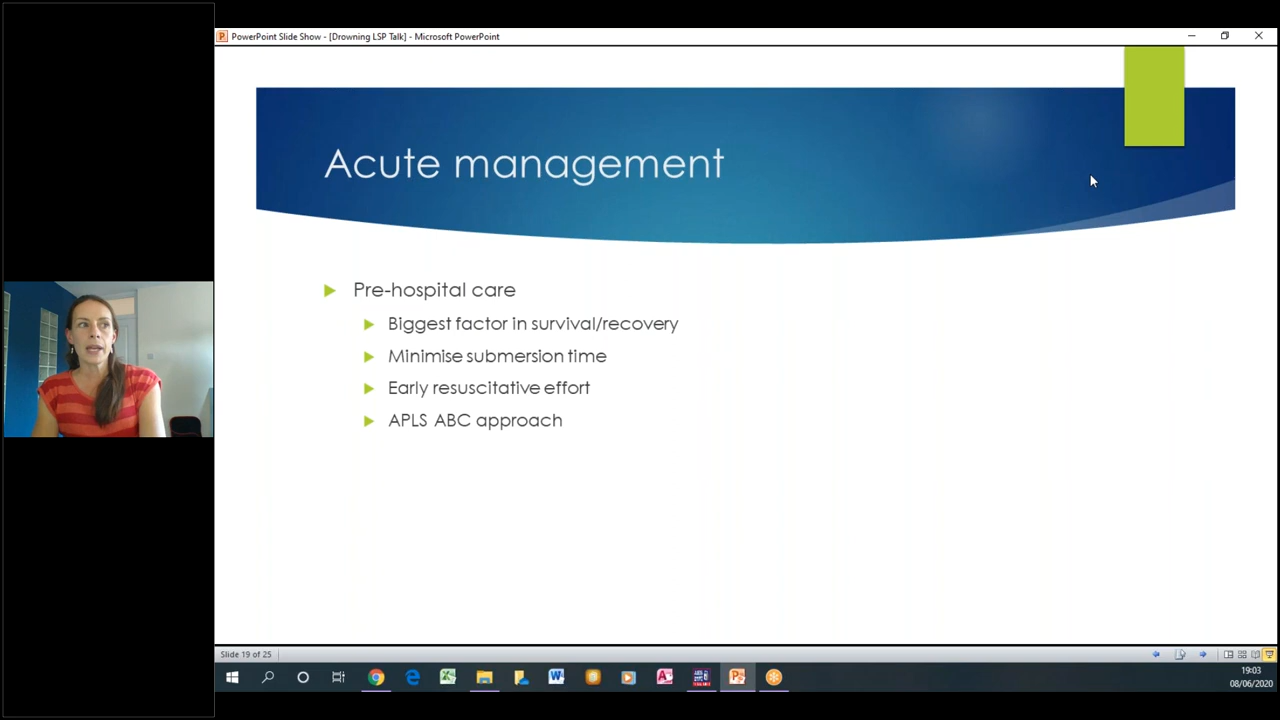 PowerPoint Slide Show - [Drowning LSP Talk] - Microsoft PowerPoint
Acute management
Pre-hospital care
Biggest factor in survival/recovery
Minimise submersion time
Early resuscitative effort
APLS ABC approach
Slide 19 of 25
19:03
08/06/2020